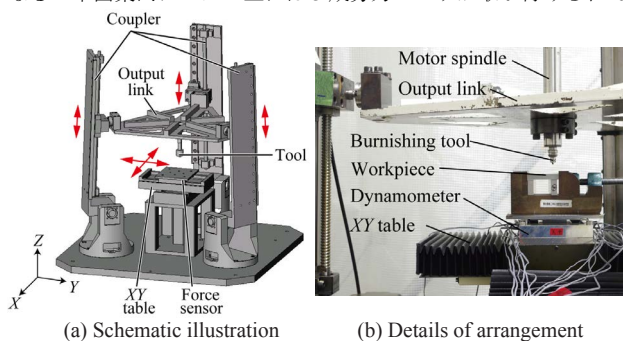 Coupler
Output
link
Tool
Z
Y
X
XY
table
Force
sensor
(a) Schematic illustration
Motor spindle
Output link
Burnishing tool
Workpiece
Dynamometer
XY table
(b) Details of arrangement